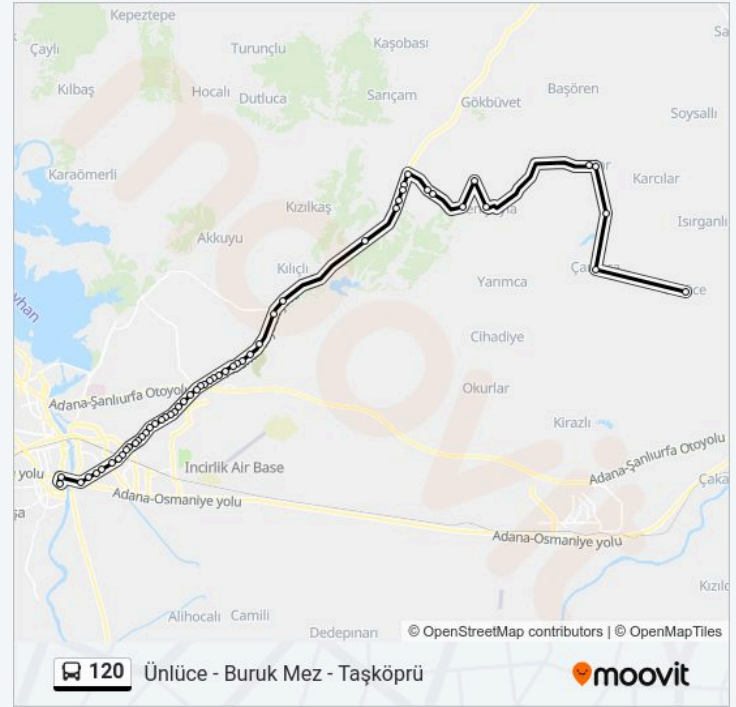 Kepeztepe
Çaylı
Turunçlu
Kaşobası
Kılbaş
Hocalı
Dutluca
Sarıçam
Gökbüvet
Başören
Soysallı
Karaömerli
Karcılar
Kızılkaş
Isırganlı
Akkuyu
Kılıçlı
Yarımca
Cihadiye
Okurlar
Adana-Şanlıurfa Otoyolu
Kirazlı
Adana-Şanlıurfa Otoyolu
Incirlik Air Base
yolu
Adana-Osmaniye yolu
Adana-Osmaniye yolu
Alihocalı
Camili
Dedepınarı
moovit
© OpenStreetMap contributors | © OpenMapTiles
120
Ünlüce - Buruk Mez - Taşköprü
moovit